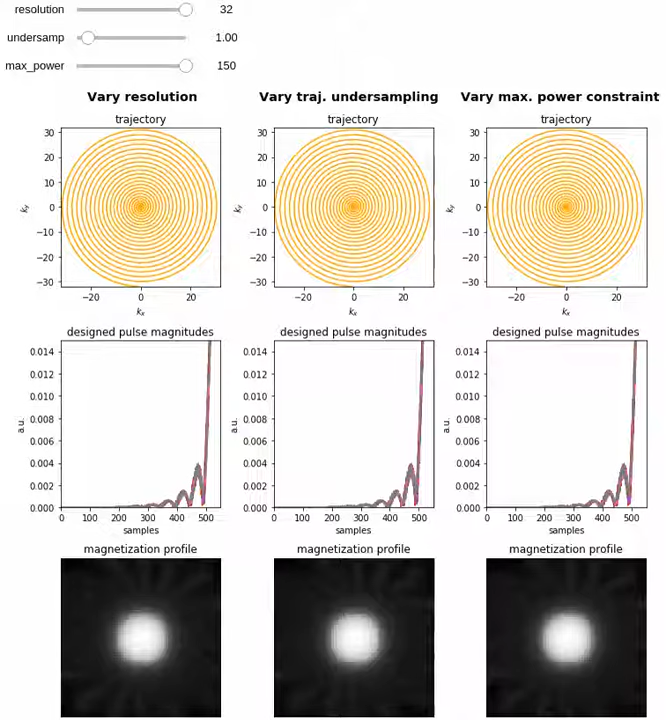 resolution 32
undersamp 1.00
max_power 150
Vary resolution Vary traj. undersampling Vary max. power constraint
trajectory trajectory trajectory
30 30 30
20 20 20
10 10 10
0 0 0
−10 −10 −10
−20 −20 −20
−30 −30 −30
ky ky ky
−20 0 20 −20 0 20 −20 0 20
kx kx kx
designed pulse magnitudes designed pulse magnitudes designed pulse magnitudes
0.014 0.014 0.014
0.012 0.012 0.012
0.010 0.010 0.010
0.008 0.008 0.008
0.006 0.006 0.006
0.004 0.004 0.004
0.002 0.002 0.002
0.000 0.000 0.000
a.u. a.u. a.u.
0 100 200 300 400 500 0 100 200 300 400 500 0 100 200 300 400 500
samples samples samples
magnetization profile magnetization profile magnetization profile